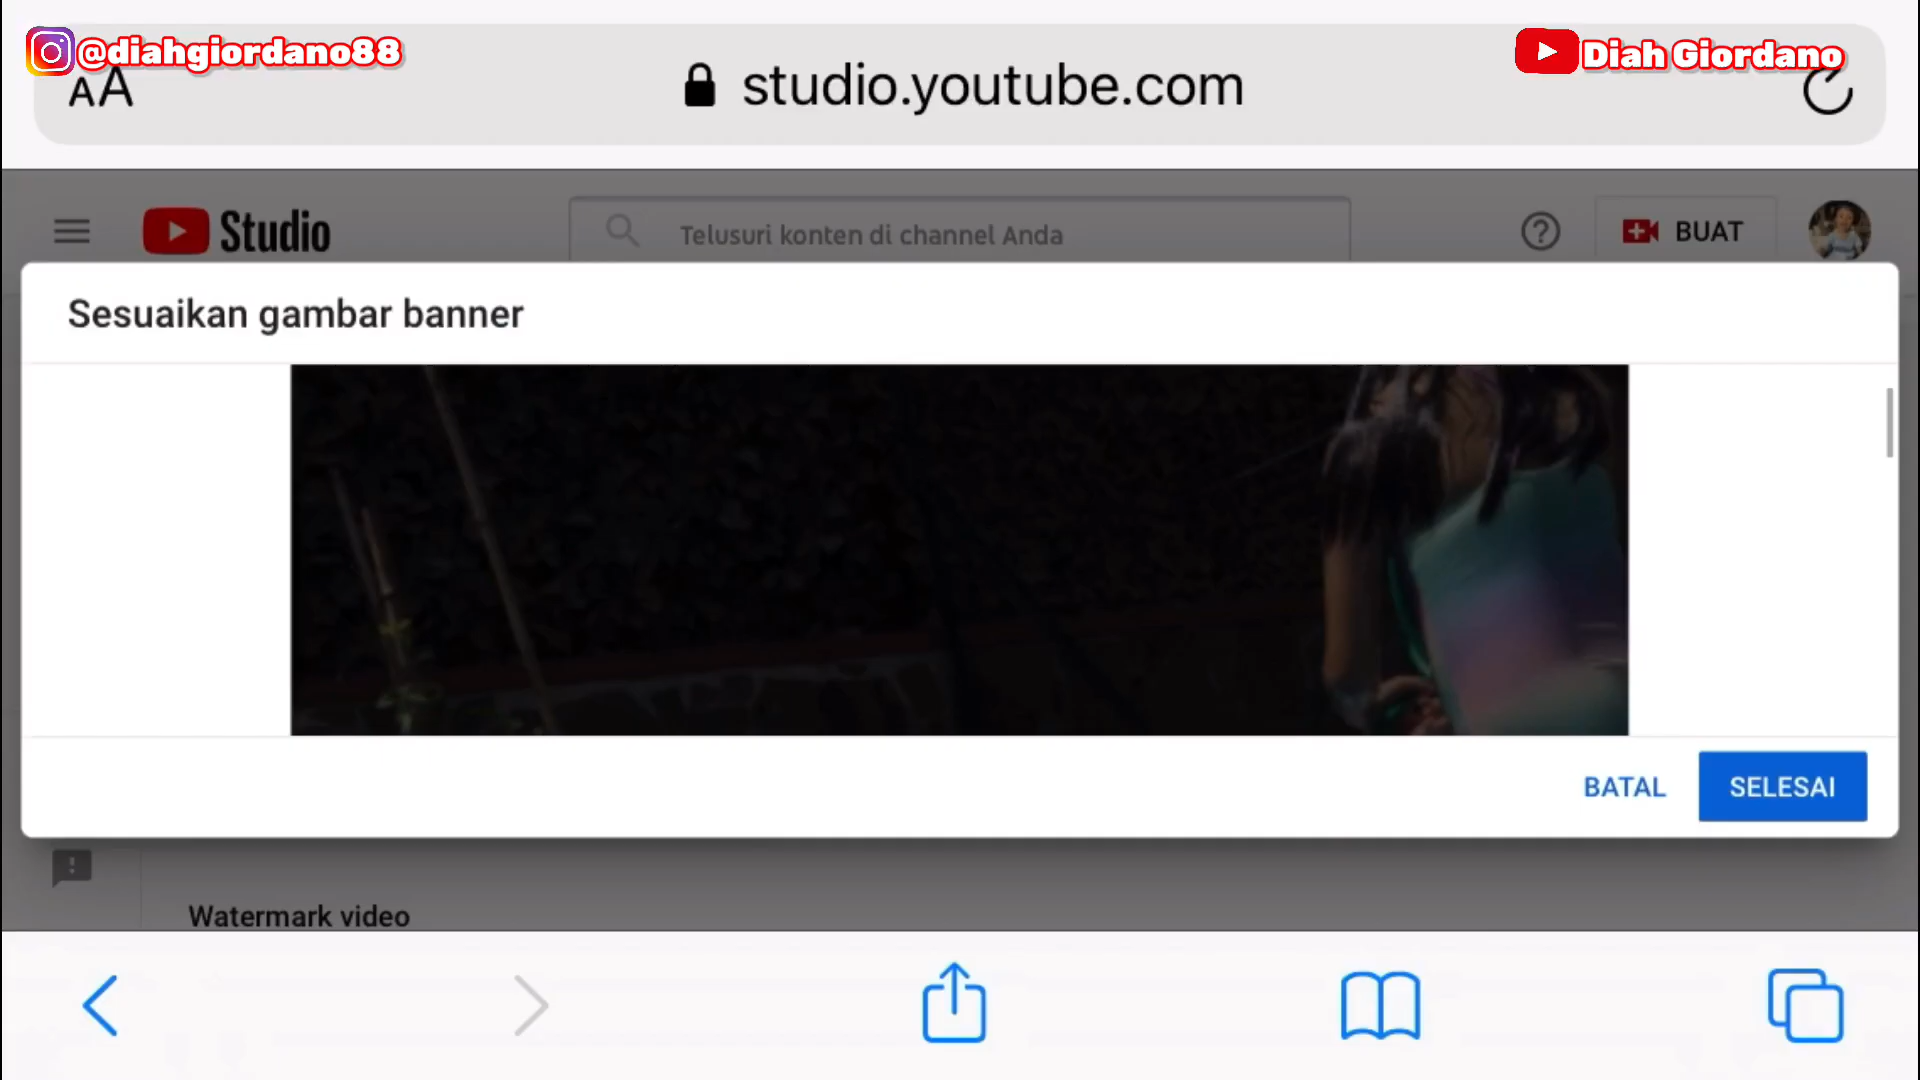 @diahgiordano88
Diah Giordano
AA
studio.youtube.com
Studio
Telusuri konten di channel Anda
BUAT
Sesuaikan gambar banner
BATAL
SELESAI
Watermark video